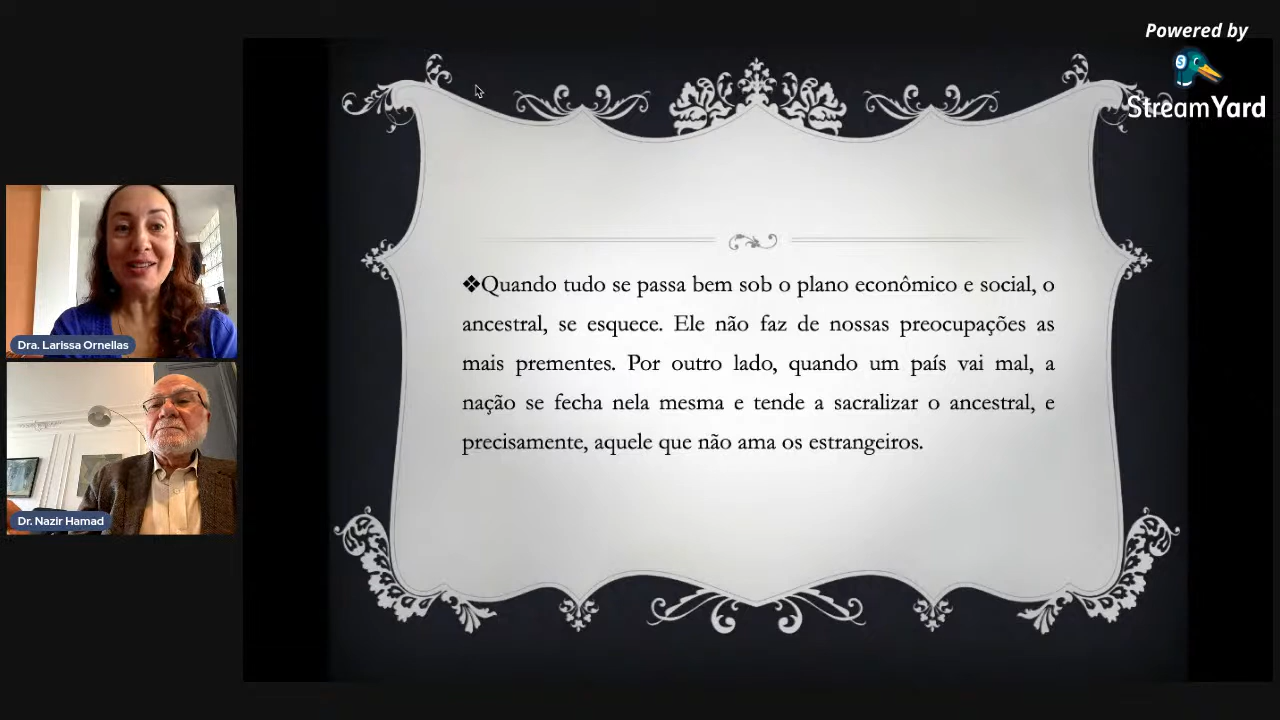 Powered by
StreamYard
❖Quando tudo se passa bem sob o plano econômico e social, o
ancestral, se esquece. Ele não faz de nossas preocupações as
mais prementes. Por outro lado, quando um país vai mal, a
nação se fecha nela mesma e tende a sacralizar o ancestral, e
precisamente, aquele que não ama os estrangeiros.
Dra. Larissa Ornellas
Dr. Nazir Hamad